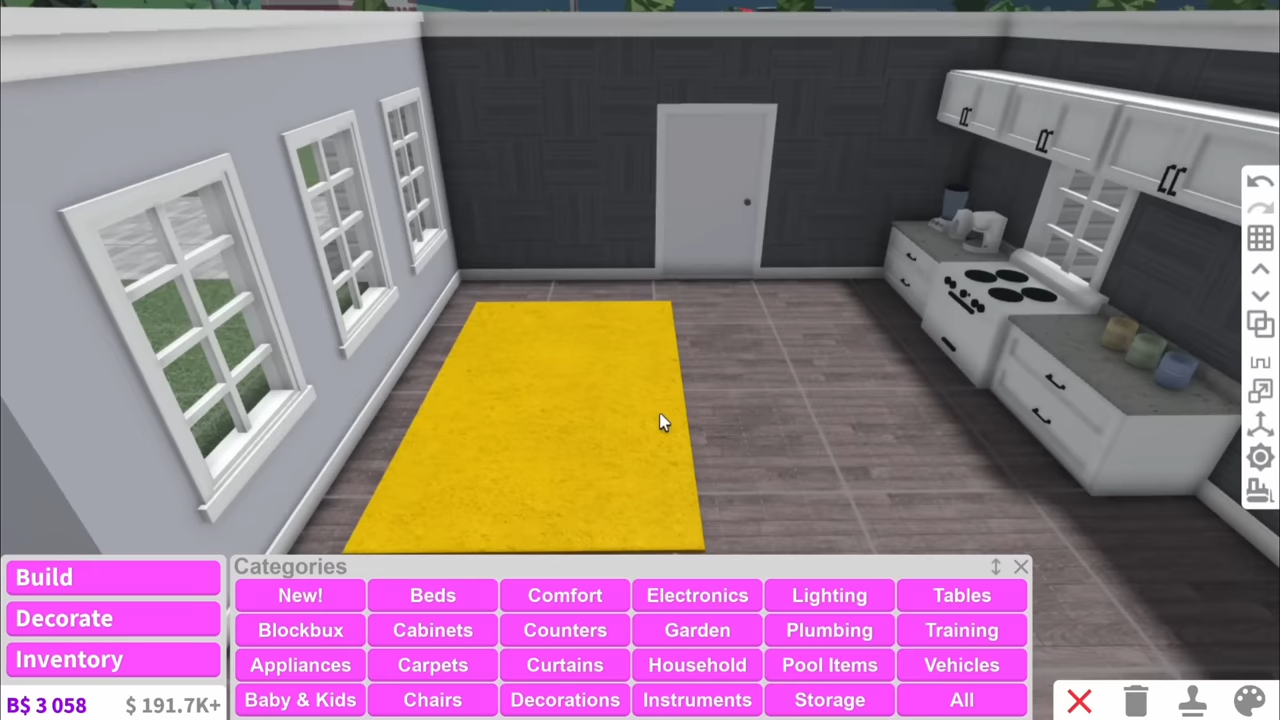 Build
Decorate
Inventory
B$ 3 058 $ 191.7K+
Categories
New! Beds Comfort Electronics Lighting Tables
Blockbux Cabinets Counters Garden Plumbing Training
Appliances Carpets Curtains Household Pool Items Vehicles
Baby & Kids Chairs Decorations Instruments Storage All